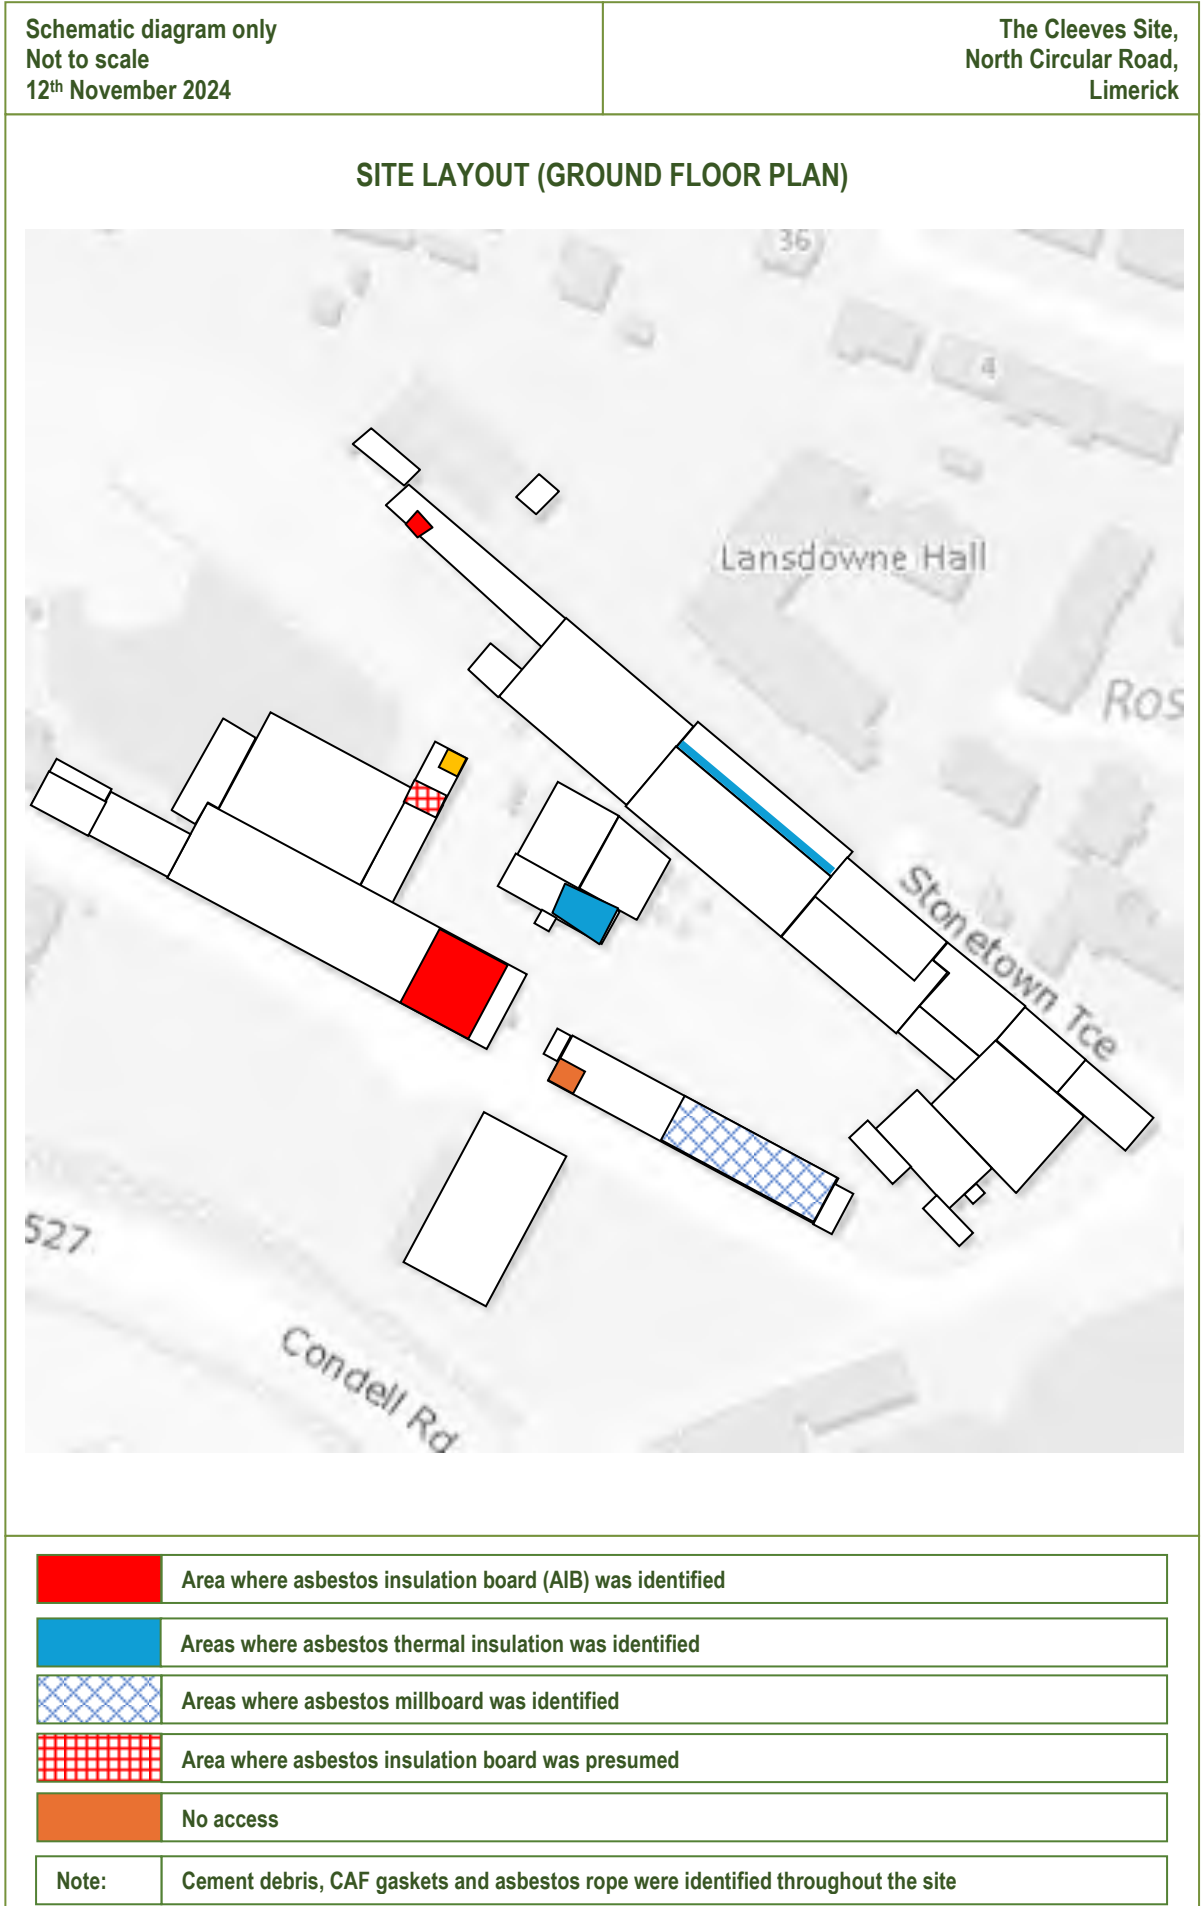 Schematic diagram only
Not to scale
12th November 2024
The Cleeves Site,
North Circular Road,
Limerick
SITE LAYOUT (GROUND FLOOR PLAN)
36
4
Lansdowne Hall
Ros
Stonetown Tce
527
Condell Rd
Area where asbestos insulation board (AIB) was identified
Areas where asbestos thermal insulation was identified
Areas where asbestos millboard was identified
Area where asbestos insulation board was presumed
No access
Note: Cement debris, CAF gaskets and asbestos rope were identified throughout the site